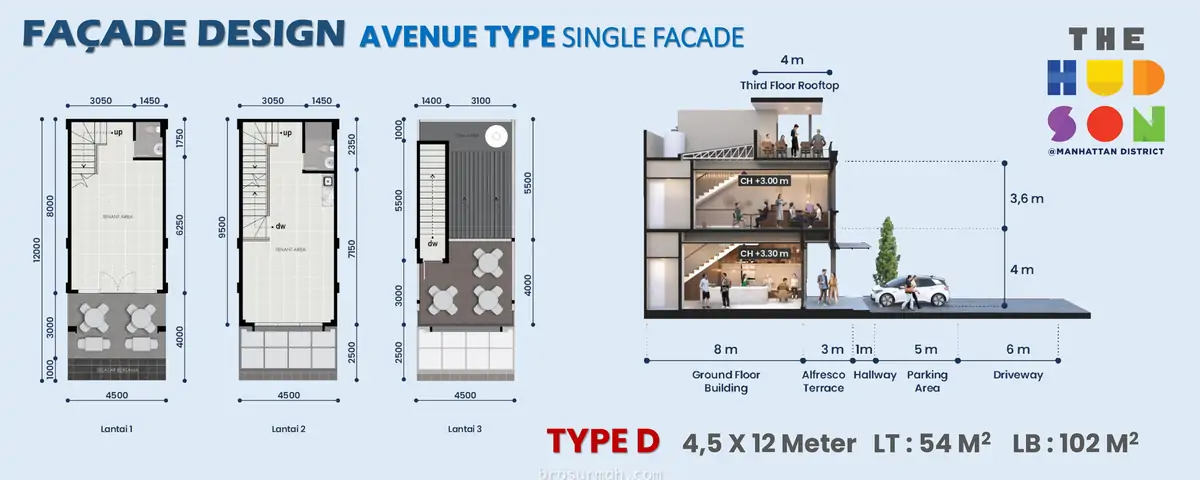 FAÇADE DESIGN AVENUE TYPE SINGLE FACADE
THE
HUD
SON
@MANHATTAN DISTRICT
3050 1450
up
1750
8000
12000
TENANT AREA
6250
3000
4000
1000
SELASAR BERSAMA
4500
Lantai 1
3050 1450
up
2350
dw
9500
TENANT AREA
7150
2500
4500
Lantai 2
1400 3100
1000
5500
5500
dw
3000
4000
2500
4500
Lantai 3
4 m
Third Floor Rooftop
CH +3.00 m
3,6 m
CH +3.30 m
4 m
8 m 3 m 1m 5 m 6 m
Ground Floor Building
Alfresco Terrace
Hallway
Parking Area
Driveway
TYPE D 4,5 X 12 Meter LT : 54 M² LB : 102 M²
brosurmah.com